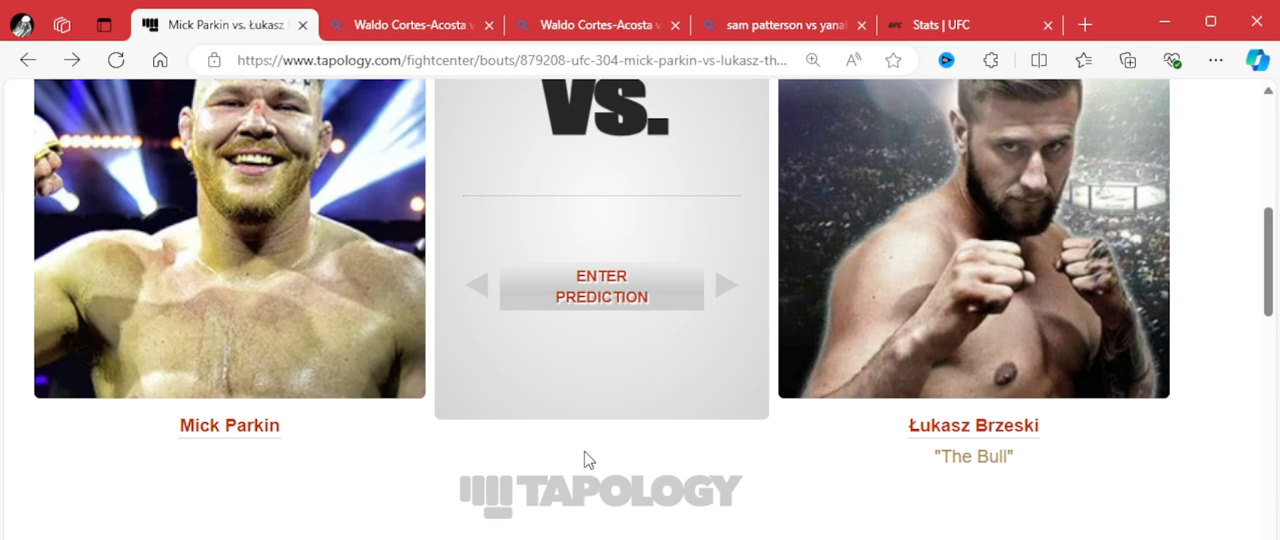 Mick Parkin vs. Łukasz
Waldo Cortes-Acosta v
Waldo Cortes-Acosta v
sam patterson vs yanal
UFC
Stats | UFC
https://www.tapology.com/fightcenter/bouts/879208-ufc-304-mick-parkin-vs-lukasz-th...
VS.
ENTER
PREDICTION
Mick Parkin
Łukasz Brzeski
"The Bull"
TAPOLOGY